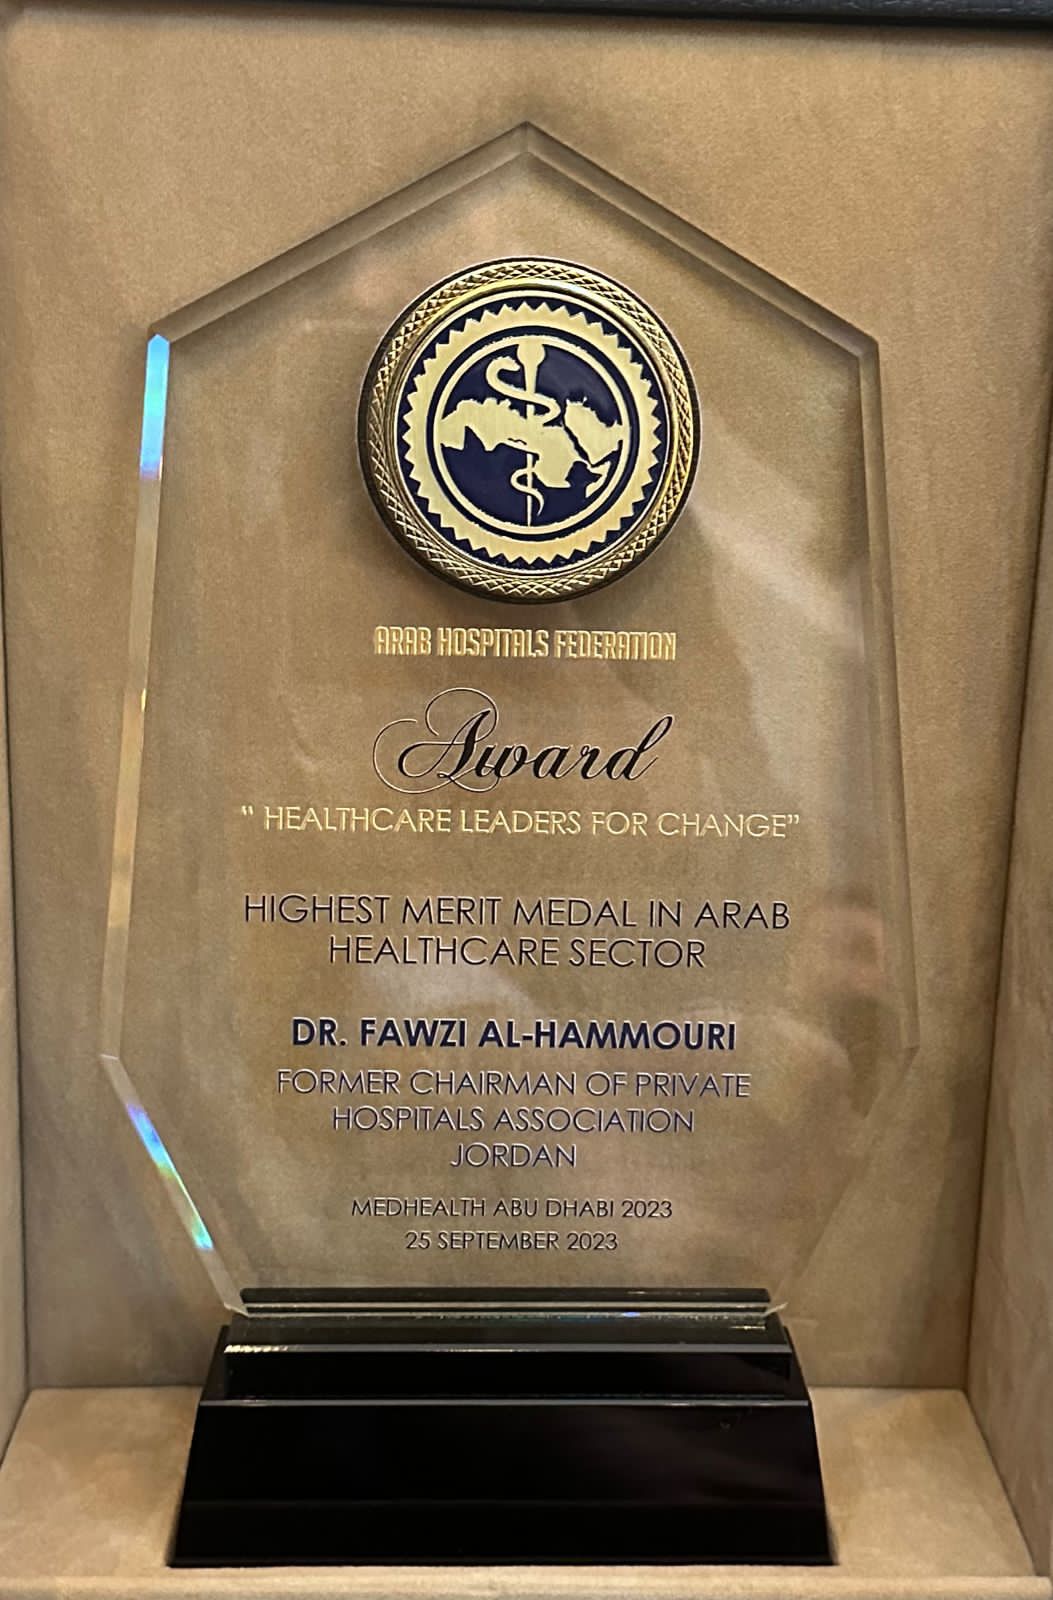 ARAB HOSPITALS FEDERATION
Award
“ HEALTHCARE LEADERS FOR CHANGE”
HIGHEST MERIT MEDAL IN ARAB
HEALTHCARE SECTOR
DR. FAWZI AL-HAMMOURI
FORMER CHAIRMAN OF PRIVATE
HOSPITALS ASSOCIATION
JORDAN
MEDHEALTH ABU DHABI 2023
25 SEPTEMBER 2023